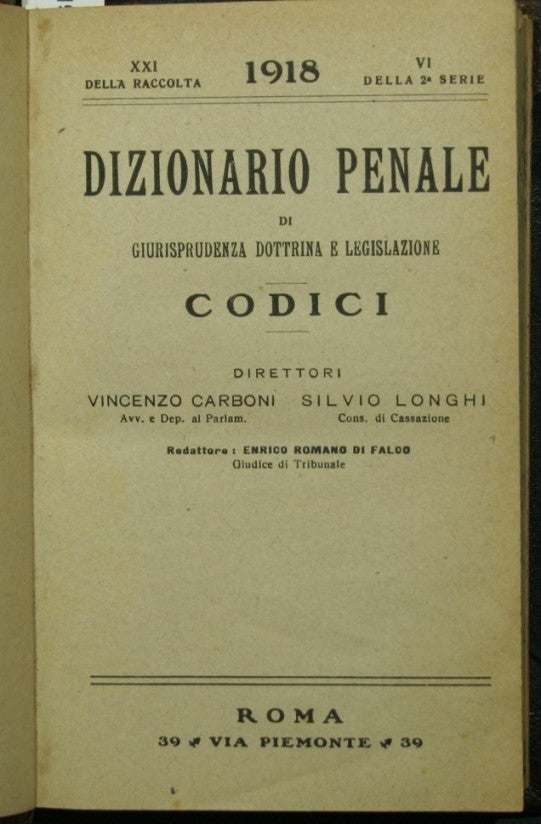 XXI
DELLA RACCOLTA
1918
VI
DELLA 2ª SERIE
DIZIONARIO PENALE
DI
GIURISPRUDENZA DOTTRINA E LEGISLAZIONE
CODICI
DIRETTORI
VINCENZO CARBONI
Avv. e Dep. al Parlam.
SILVIO LONGHI
Cons. di Cassazione
Redattore: ENRICO ROMANO DI FALCO
Giudice di Tribunale
ROMA
39 VIA PIEMONTE 39